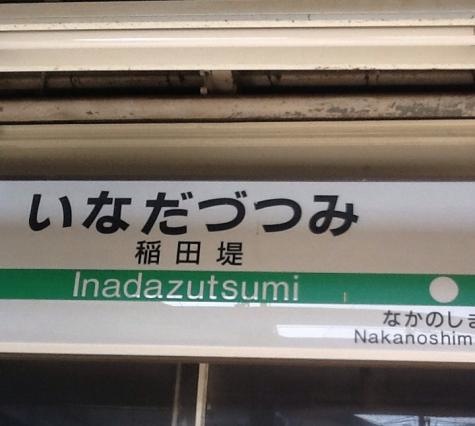 いなだづつみ
稲田堤
Inadazutsumi
なかのしま
Nakanoshim